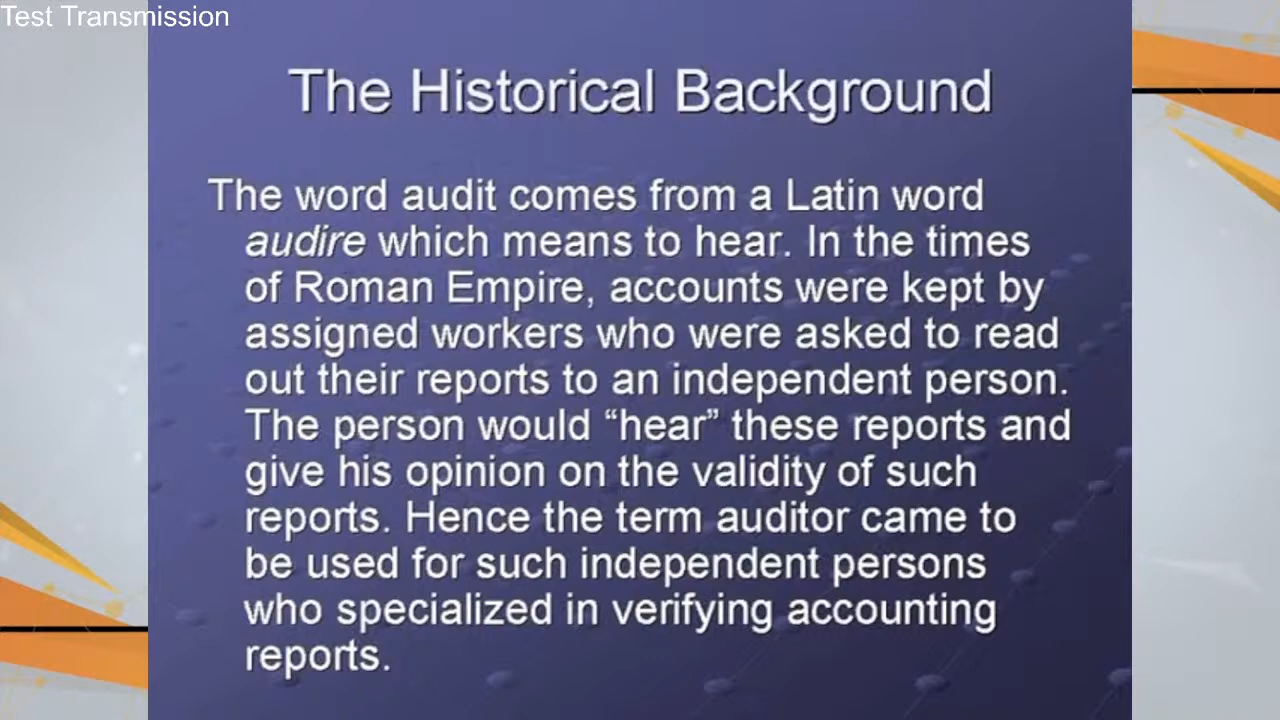 Test Transmission
The Historical Background
The word audit comes from a Latin word
audire which means to hear. In the times
of Roman Empire, accounts were kept by
assigned workers who were asked to read
out their reports to an independent person.
The person would “hear” these reports and
give his opinion on the validity of such
reports. Hence the term auditor came to
be used for such independent persons
who specialized in verifying accounting
reports.